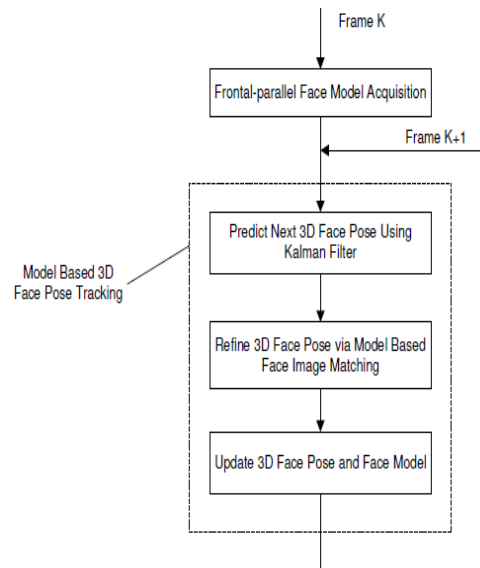 Frame K
Frontal-parallel Face Model Acquisition
Frame K+1
Predict Next 3D Face Pose Using
Kalman Filter
Model Based 3D
Face Pose Tracking
Refine 3D Face Pose via Model Based
Face Image Matching
Update 3D Face Pose and Face Model